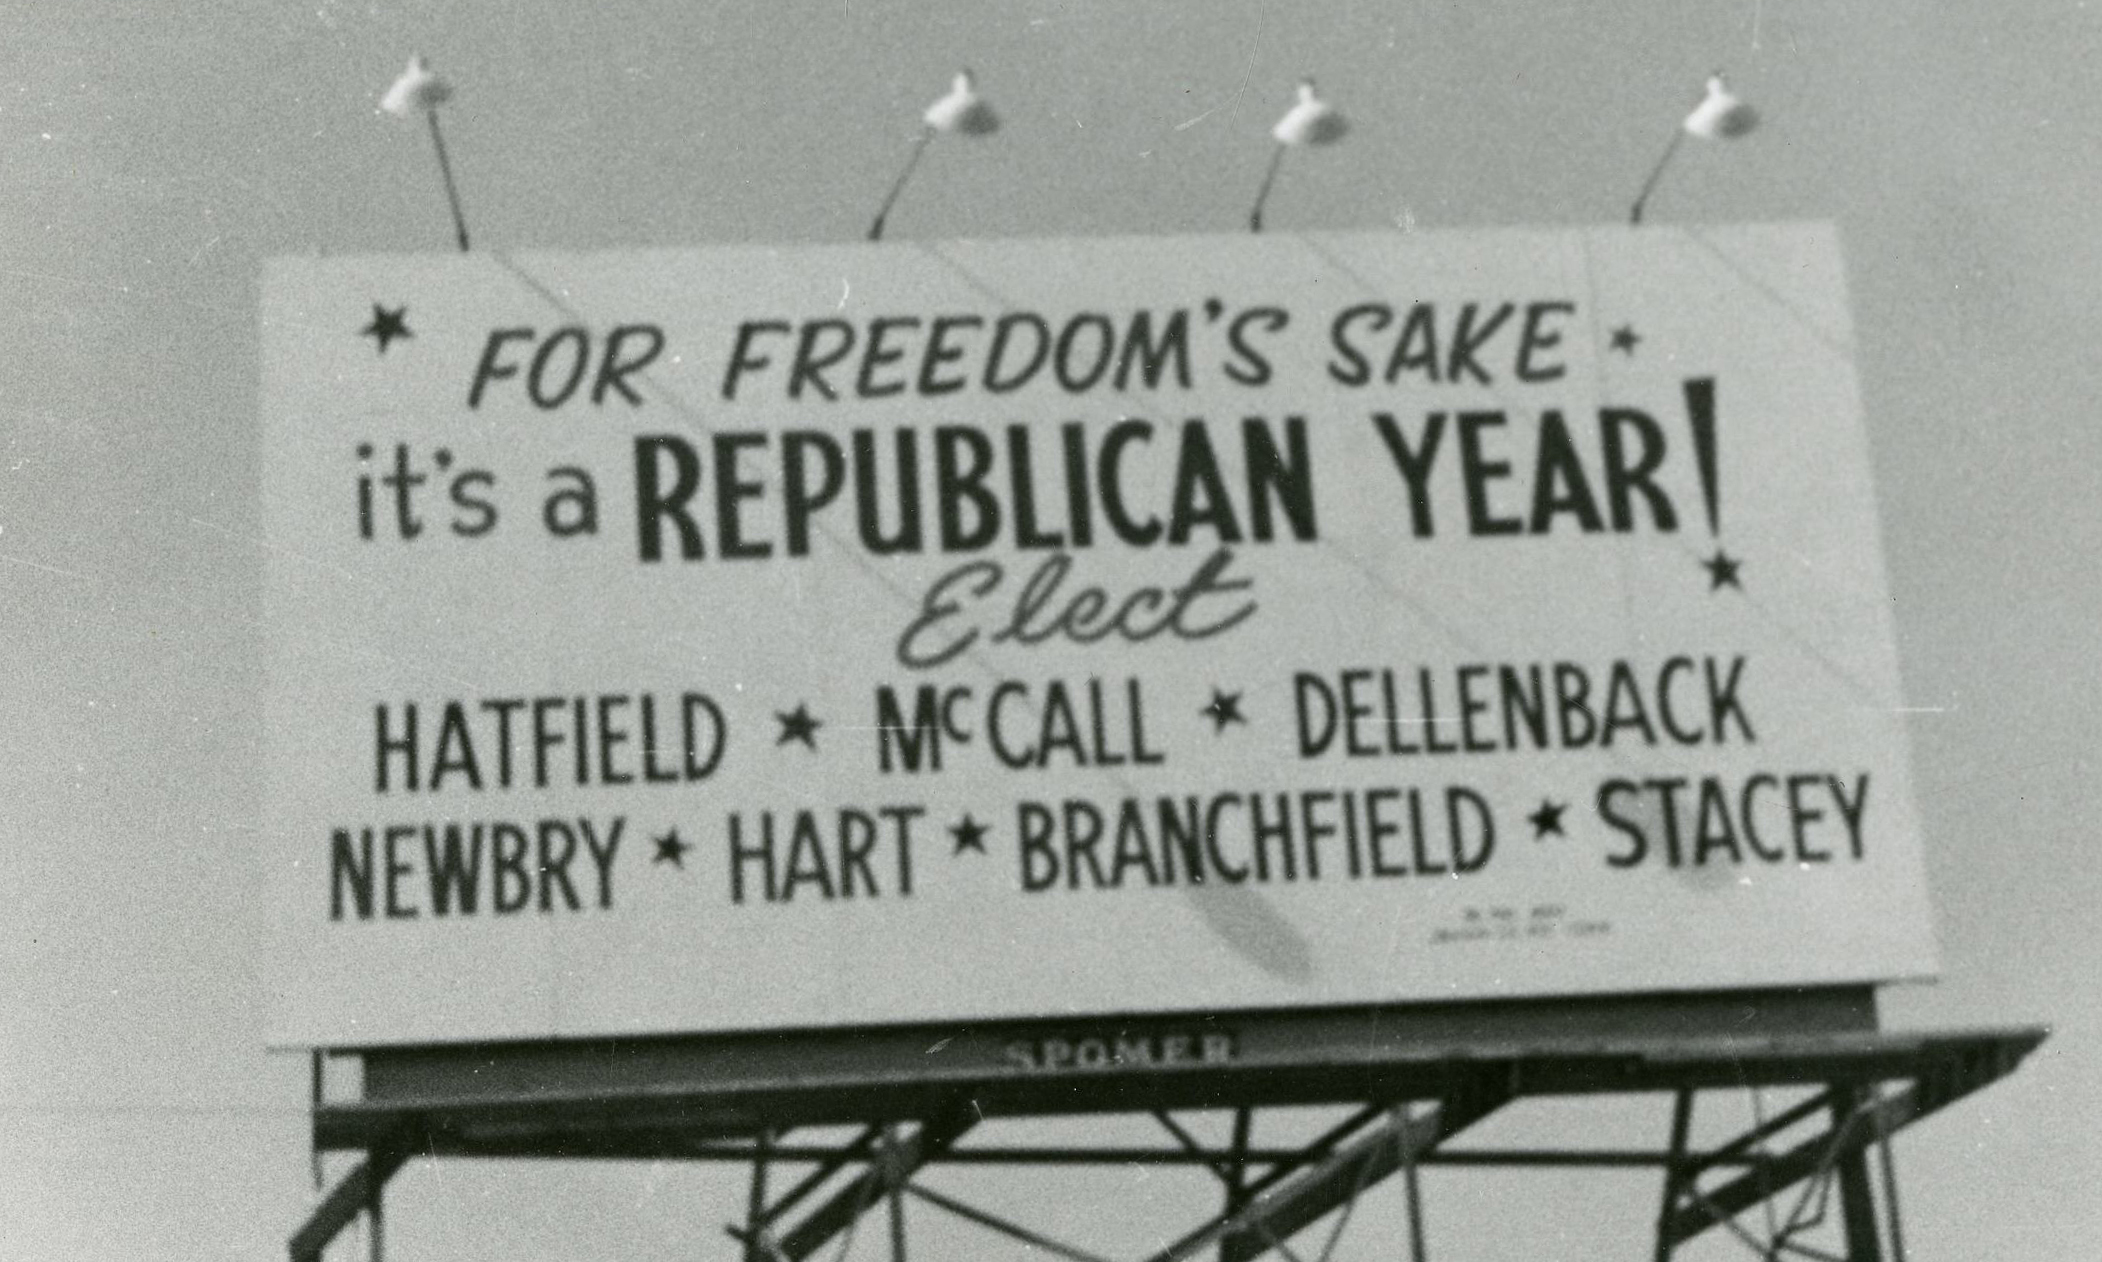 ★ FOR FREEDOM'S SAKE ★
it's a REPUBLICAN YEAR!
Elect
HATFIELD ★ McCALL ★ DELLENBACK
NEWBRY ★ HART ★ BRANCHFIELD ★ STACEY
SPOMER